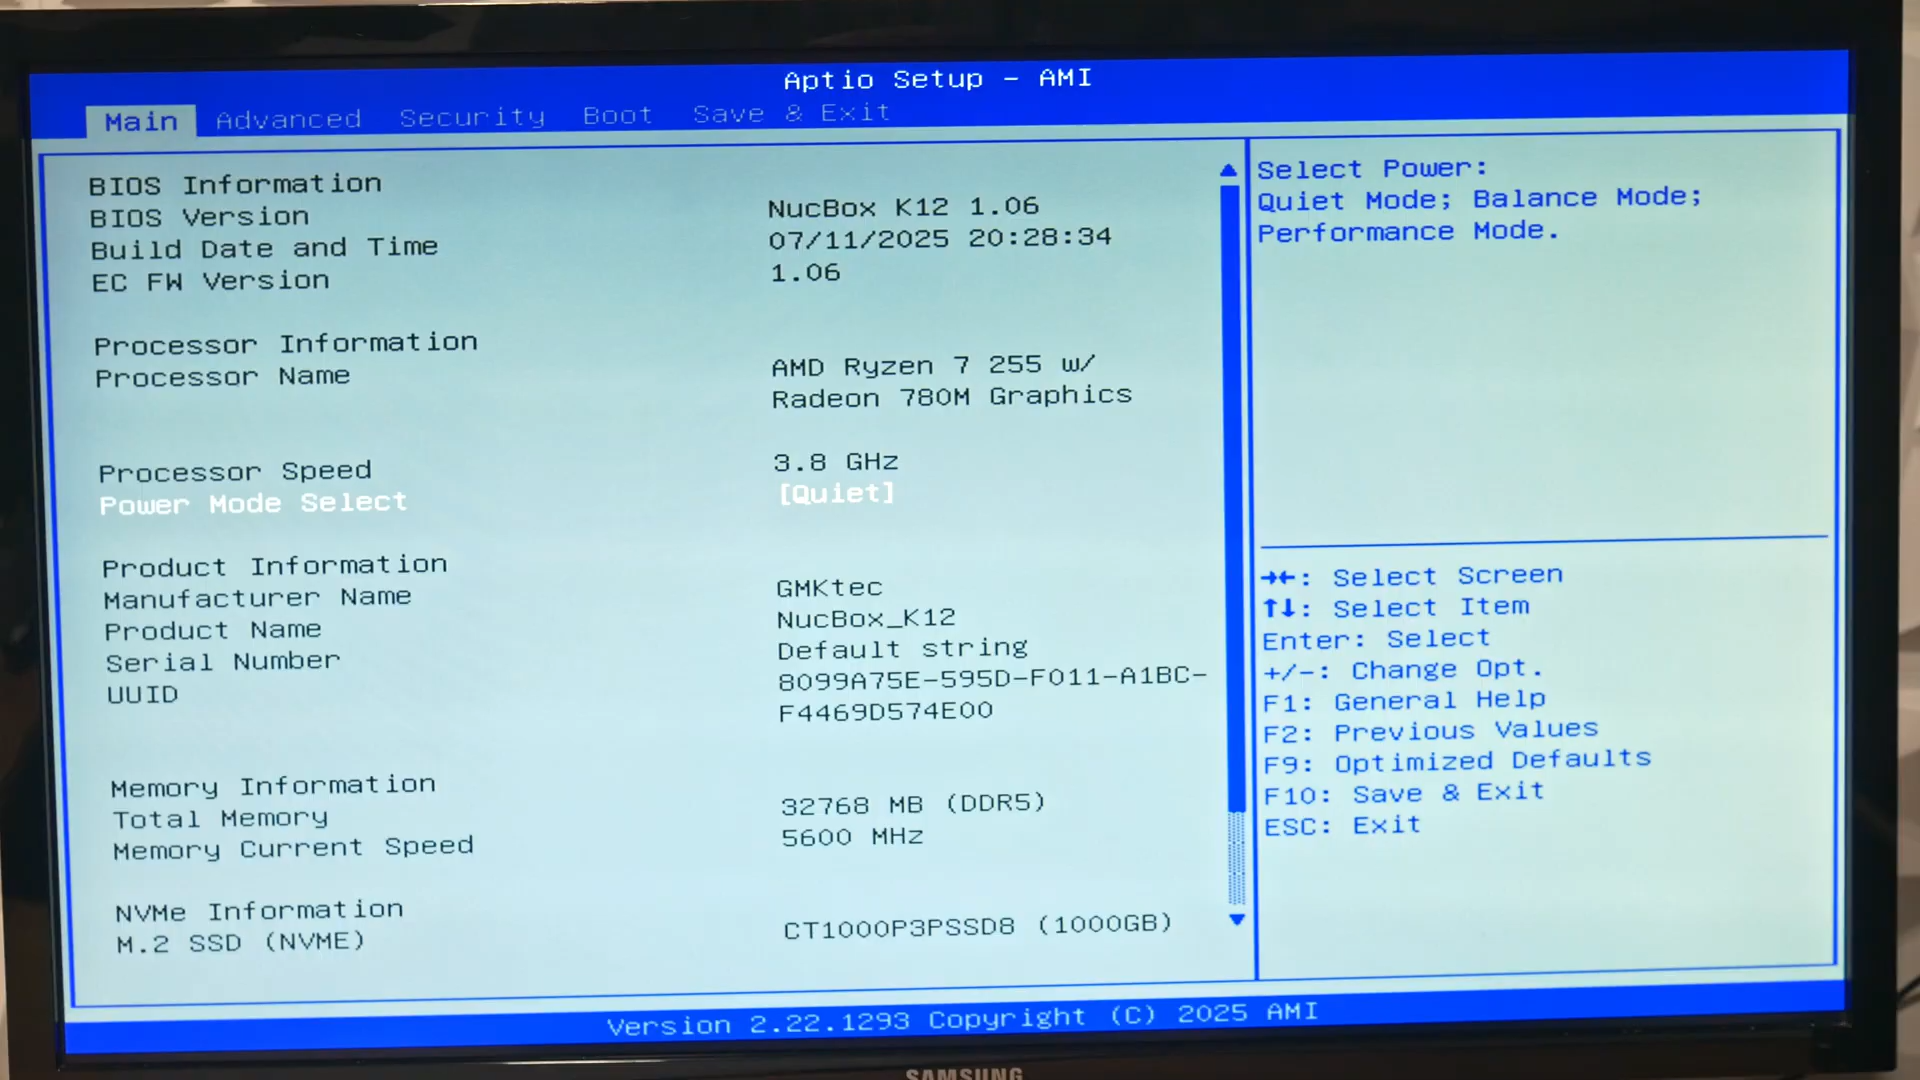 Aptio Setup – AMI
Main Advanced Security Boot Save & Exit
BIOS Information
BIOS Version NucBox K12 1.06
Build Date and Time 07/11/2025 20:28:34
EC FW Version 1.06
Processor Information
Processor Name AMD Ryzen 7 255 w/
Radeon 780M Graphics
Processor Speed 3.8 GHz
Power Mode Select [Quiet]
Product Information
Manufacturer Name GMKtec
Product Name NucBox_K12
Serial Number Default string
UUID 8099A75E-595D-F011-A1BC-
F4469D574E00
Memory Information
Total Memory 32768 MB (DDR5)
Memory Current Speed 5600 MHz
NVMe Information
M.2 SSD (NVME) CT1000P3PSSD8 (1000GB)
Select Power:
Quiet Mode; Balance Mode;
Performance Mode.
→←: Select Screen
↑↓: Select Item
Enter: Select
+/-: Change Opt.
F1: General Help
F2: Previous Values
F9: Optimized Defaults
F10: Save & Exit
ESC: Exit
Version 2.22.1293 Copyright (C) 2025 AMI
SAMSUNG